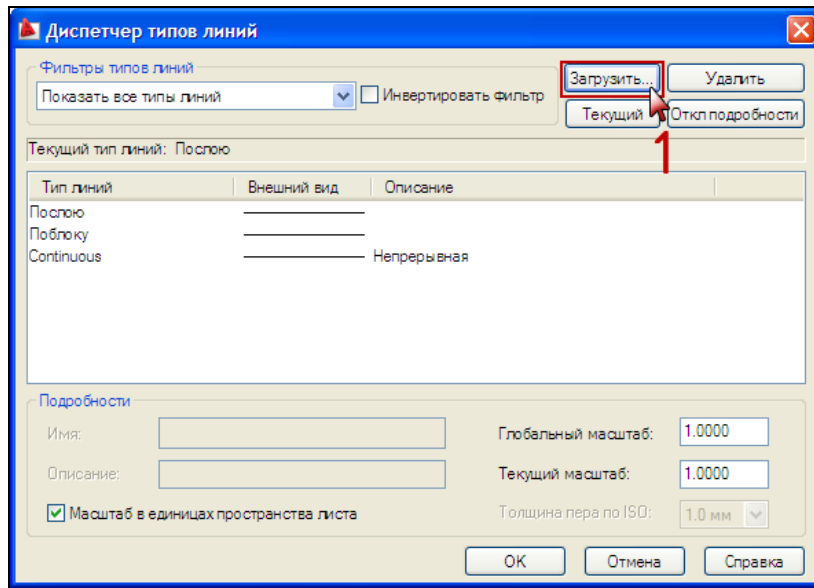 Диспетчер типов линий
Фильтры типов линий
Показать все типы линий
Инвертировать фильтр
Загрузить...
Удалить
Текущий
Откл подробности
1
Текущий тип линий: Послою
Тип линий Внешний вид Описание
Послою
Поблоку
Continuous Непрерывная
Подробности
Имя:
Глобальный масштаб: 1.0000
Описание:
Текущий масштаб: 1.0000
Масштаб в единицах пространства листа
Толщина пера по ISO: 1.0 мм
OK Отмена Справка